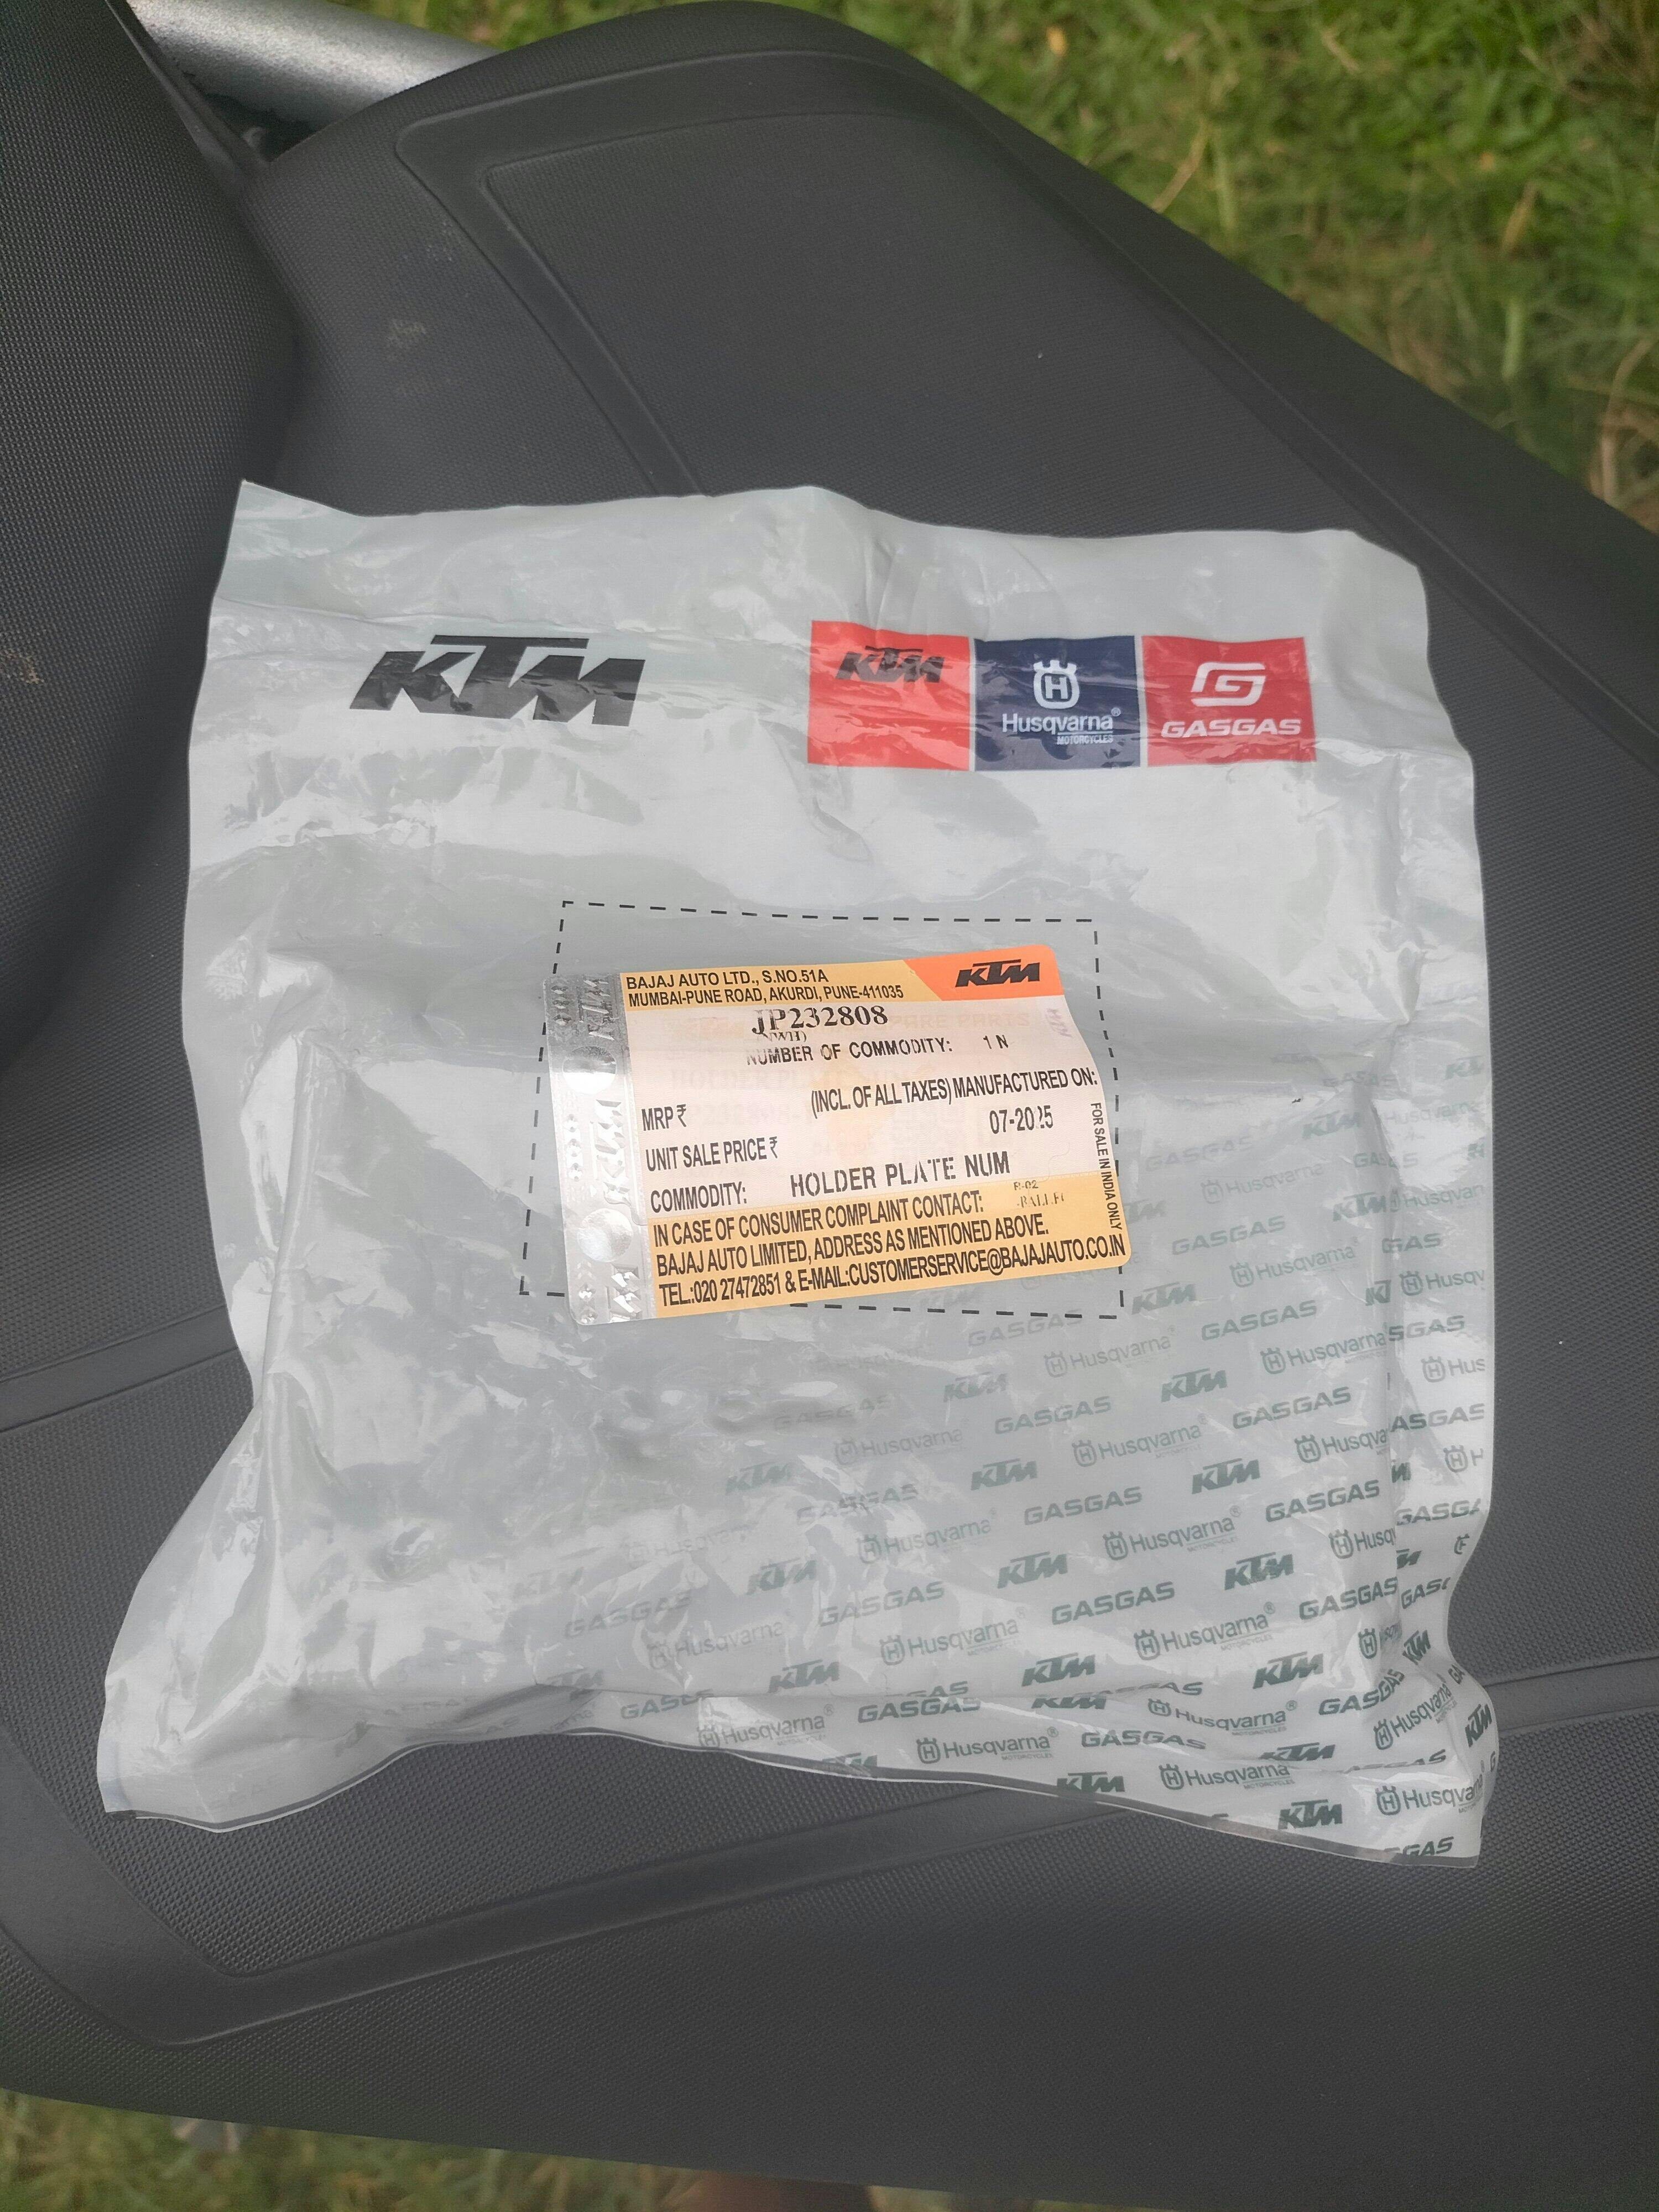 KTM
KTM
Husqvarna®
MOTORCYCLES
GASGAS
BAJAJ AUTO LTD., S.NO.51A
MUMBAI-PUNE ROAD, AKURDI, PUNE-411035
KTM
JP232808
(NWH)
NUMBER OF COMMODITY: 1 N
(INCL. OF ALL TAXES) MANUFACTURED ON:
MRP ₹
07-2025
UNIT SALE PRICE ₹
COMMODITY: HOLDER PLATE NUM
FOR SALE IN INDIA ONLY
IN CASE OF CONSUMER COMPLAINT CONTACT:
BAJAJ AUTO LIMITED, ADDRESS AS MENTIONED ABOVE.
TEL.:020 27472851 & E-MAIL:CUSTOMERSERVICE@BAJAJAUTO.CO.IN